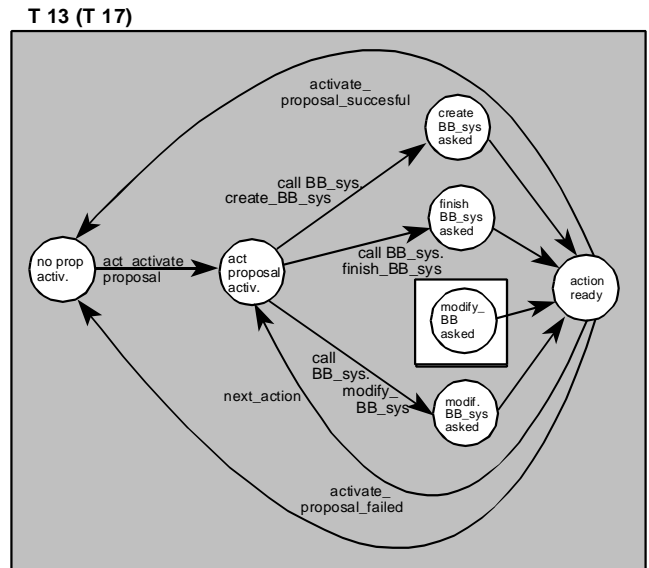 T 13 (T 17)
activate_
proposal_succesful
create
BB_sys
asked
call BB_sys.
create_BB_sys
finish
BB_sys
asked
no prop
activ.
act_activate
proposal
act
proposal
activ.
call BB_sys.
finish_BB_sys
action
ready
modify_
BB
asked
call
BB_sys.
modify_
BB_sys
next_action
modif.
BB_sys
asked
activate_
proposal_failed